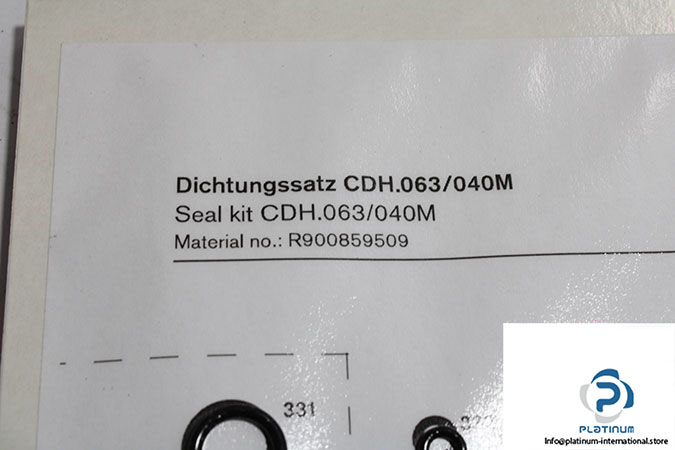 Dichtungssatz CDH.063/040M
Seal kit CDH.063/040M
Material no.: R900859509
331
PLATINUM
Info@platinum-international.store